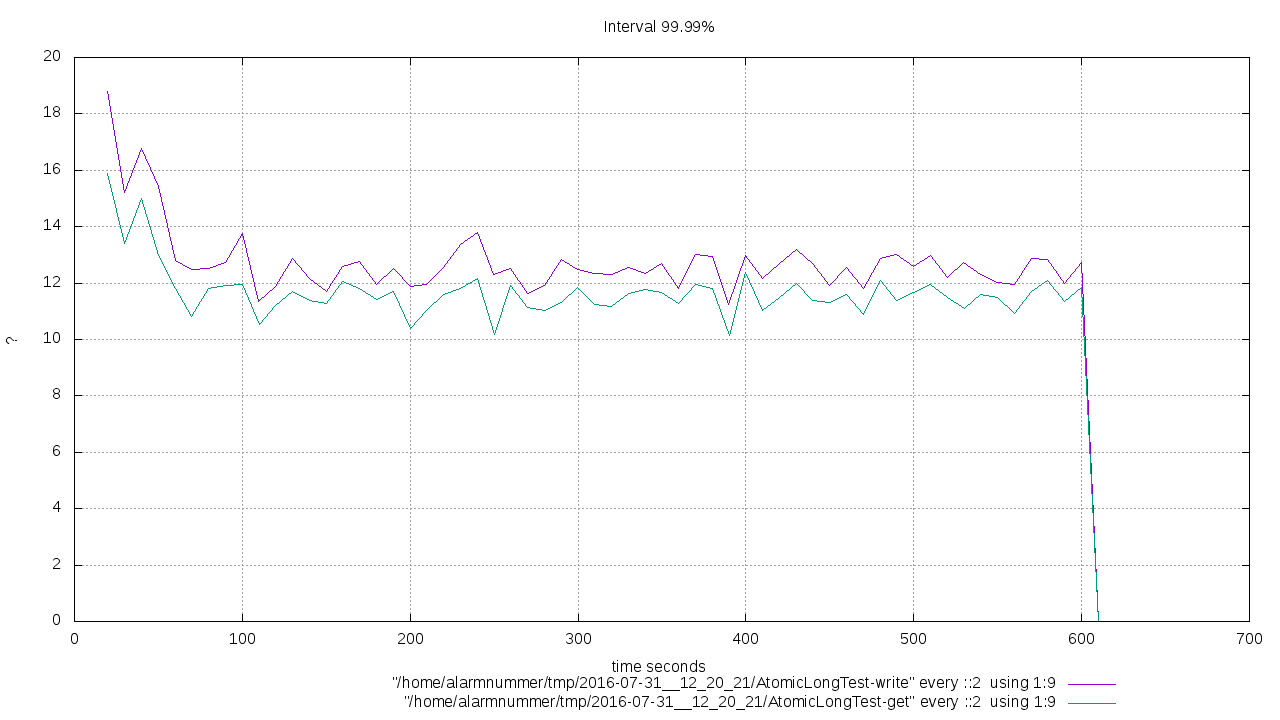 Interval 99.99%
20
18
16
14
12
10
8
6
4
2
0
?
0 100 200 300 400 500 600 700
time seconds
"/home/alarmnummer/tmp/2016-07-31__12_20_21/AtomicLongTest-write" every ::2 using 1:9
"/home/alarmnummer/tmp/2016-07-31__12_20_21/AtomicLongTest-get" every ::2 using 1:9